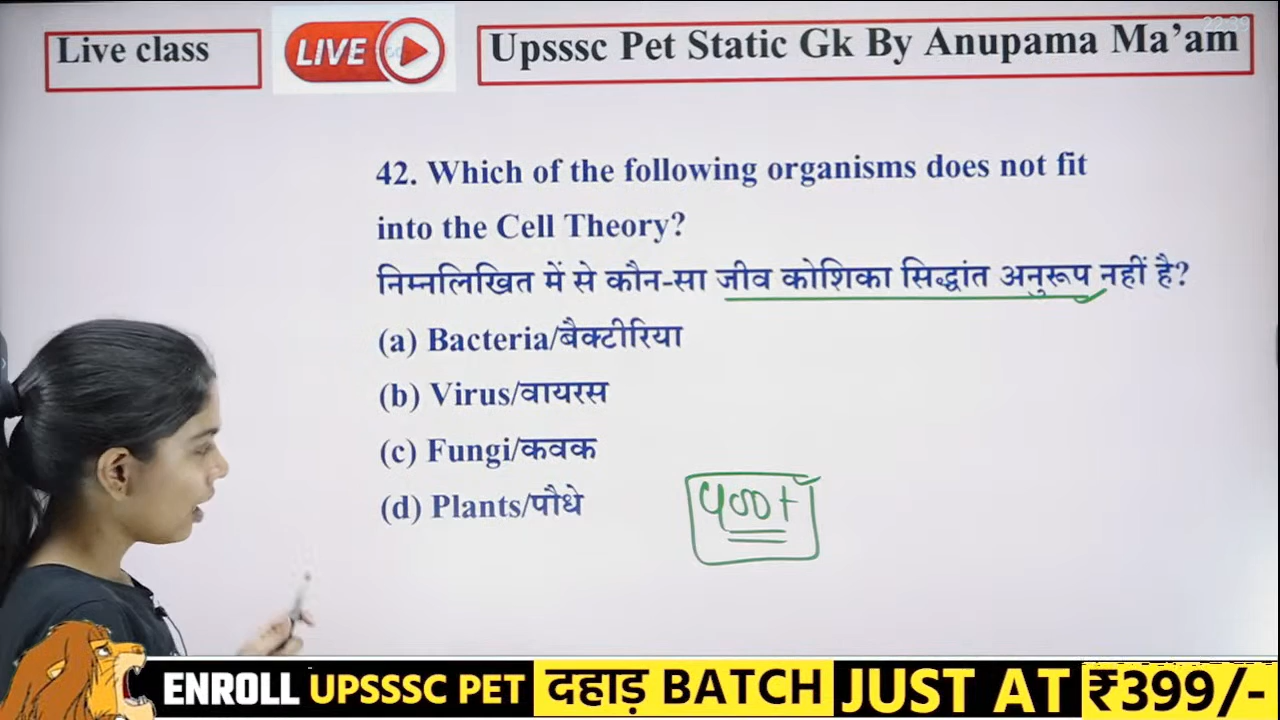 22:39
Live class
LIVE
Upsssc Pet Static Gk By Anupama Ma’am
42. Which of the following organisms does not fit
into the Cell Theory?
निम्नलिखित में से कौन-सा जीव कोशिका सिद्धांत अनुरूप नहीं है?
(a) Bacteria/बैक्टीरिया
(b) Virus/वायरस
(c) Fungi/कवक
(d) Plants/पौधे
ENROLL UPSSSC PET दहाड़ BATCH JUST AT ₹399/-